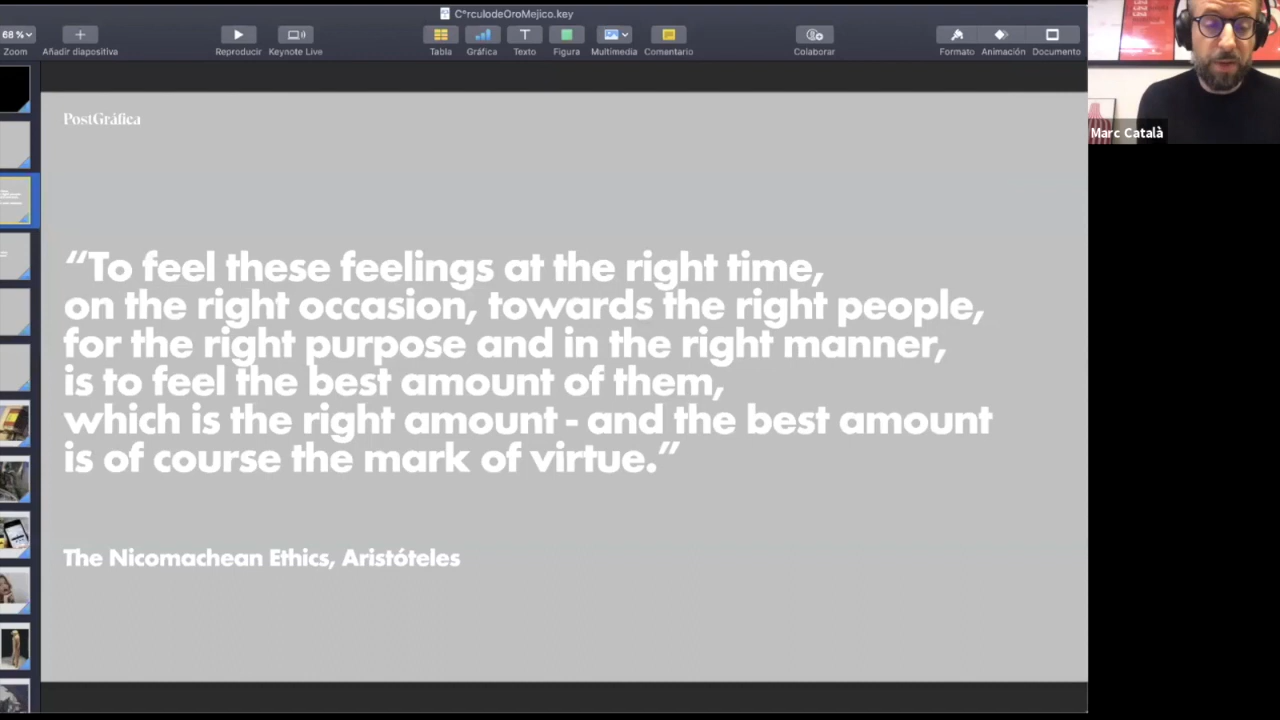 C°rculodeOroMejico.key
68 %
Zoom
Añadir diapositiva
Reproducir
Keynote Live
Tabla
Gráfica
Texto
Figura
Multimedia
Comentario
Colaborar
Formato
Animación
Documento
Marc Català
PostGràfica
“To feel these feelings at the right time,
on the right occasion, towards the right people,
for the right purpose and in the right manner,
is to feel the best amount of them,
which is the right amount - and the best amount
is of course the mark of virtue.”
The Nicomachean Ethics, Aristóteles